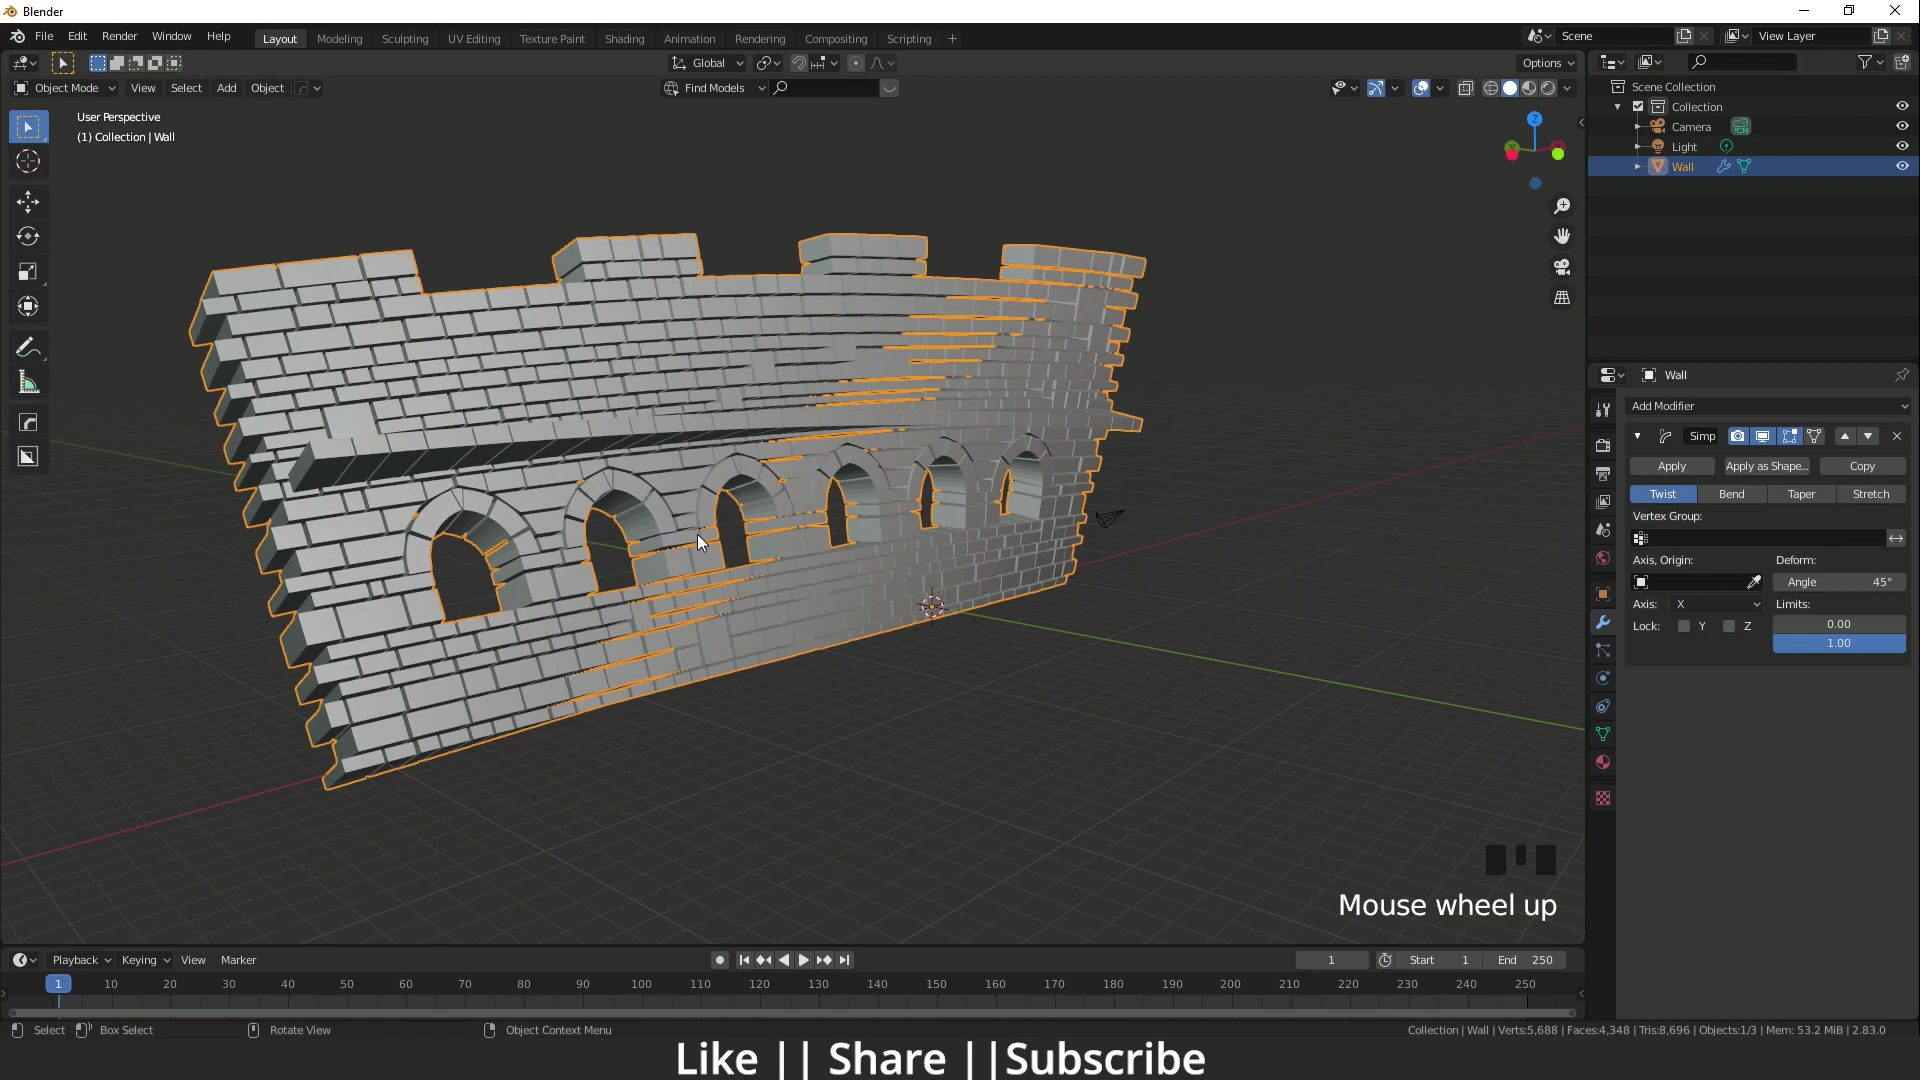 Blender
File Edit Render Window Help
Layout Modeling Sculpting UV Editing Texture Paint Shading Animation Rendering Compositing Scripting +
Scene
View Layer
Global
Options
Object Mode View Select Add Object
Find Models
User Perspective
(1) Collection | Wall
Z
Scene Collection
Collection
Camera
Light
Wall
Wall
Add Modifier
Simp
Apply Apply as Shape... Copy
Twist Bend Taper Stretch
Vertex Group:
Axis, Origin: Deform:
Angle 45°
Axis: X Limits:
Lock: Y Z 0.00
1.00
Mouse wheel up
Playback Keying View Marker
1 Start 1 End 250
1 10 20 30 40 50 60 70 80 90 100 110 120 130 140 150 160 170 180 190 200 210 220 230 240 250
Select Box Select Rotate View Object Context Menu
Collection | Wall | Verts:5,688 | Faces:4,348 | Tris:8,696 | Objects:1/3 | Mem: 53.2 MiB | 2.83.0
Like || Share ||Subscribe